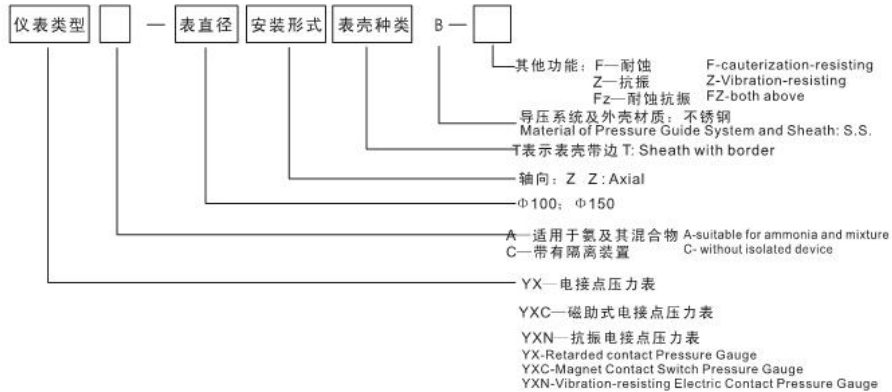 仪表类型 — 表直径 安装形式 表壳种类 B—
其他功能：F—耐蚀 F-cauterization-resisting
Z—抗振 Z-Vibration-resisting
Fz—耐蚀抗振 FZ-both above
导压系统及外壳材质：不锈钢
Material of Pressure Guide System and Sheath: S.S.
T表示表壳带边 T: Sheath with border
轴向：Z Z:Axial
Φ100；Φ150
A—适用于氨及其混合物 A-suitable for ammonia and mixture
C—带有隔离装置 C- without isolated device
YX—电接点压力表
YXC—磁助式电接点压力表
YXN—抗振电接点压力表
YX-Retarded contact Pressure Gauge
YXC-Magnet Contact Switch Pressure Gauge
YXN-Vibration-resisting Electric Contact Pressure Gauge